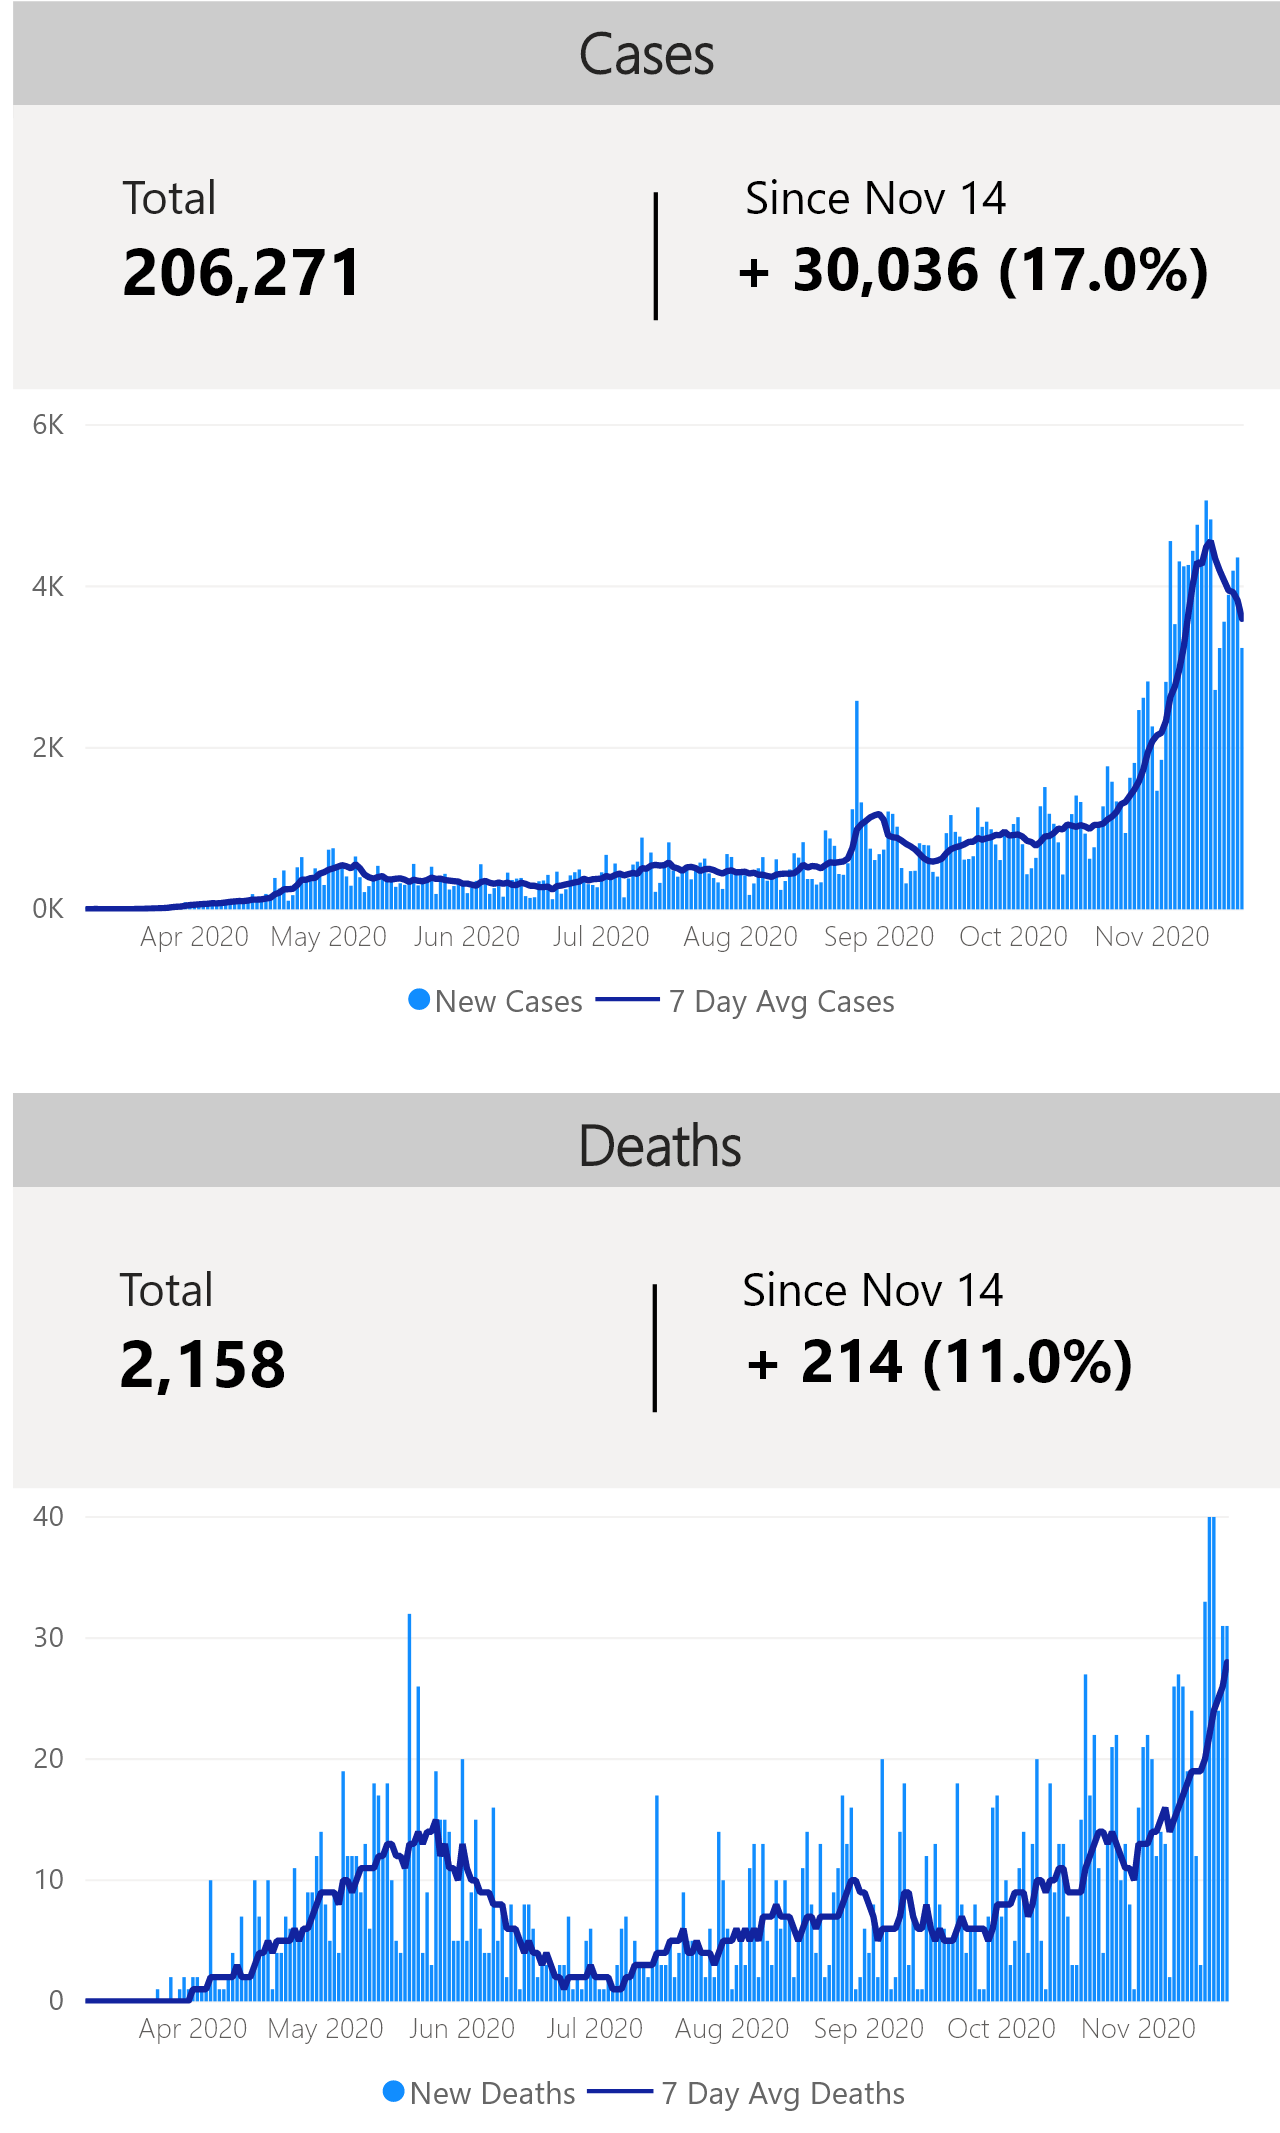 Cases
Total
Since Nov 14
206,271
+ 30,036 (17.0%)
6K
4K
2K
0K
Apr 2020 May 2020 Jun 2020 Jul 2020 Aug 2020 Sep 2020 Oct 2020 Nov 2020
New Cases 7 Day Avg Cases
Deaths
Total
Since Nov 14
2,158
+ 214 (11.0%)
40
30
20
10
0
Apr 2020 May 2020 Jun 2020 Jul 2020 Aug 2020 Sep 2020 Oct 2020 Nov 2020
New Deaths 7 Day Avg Deaths